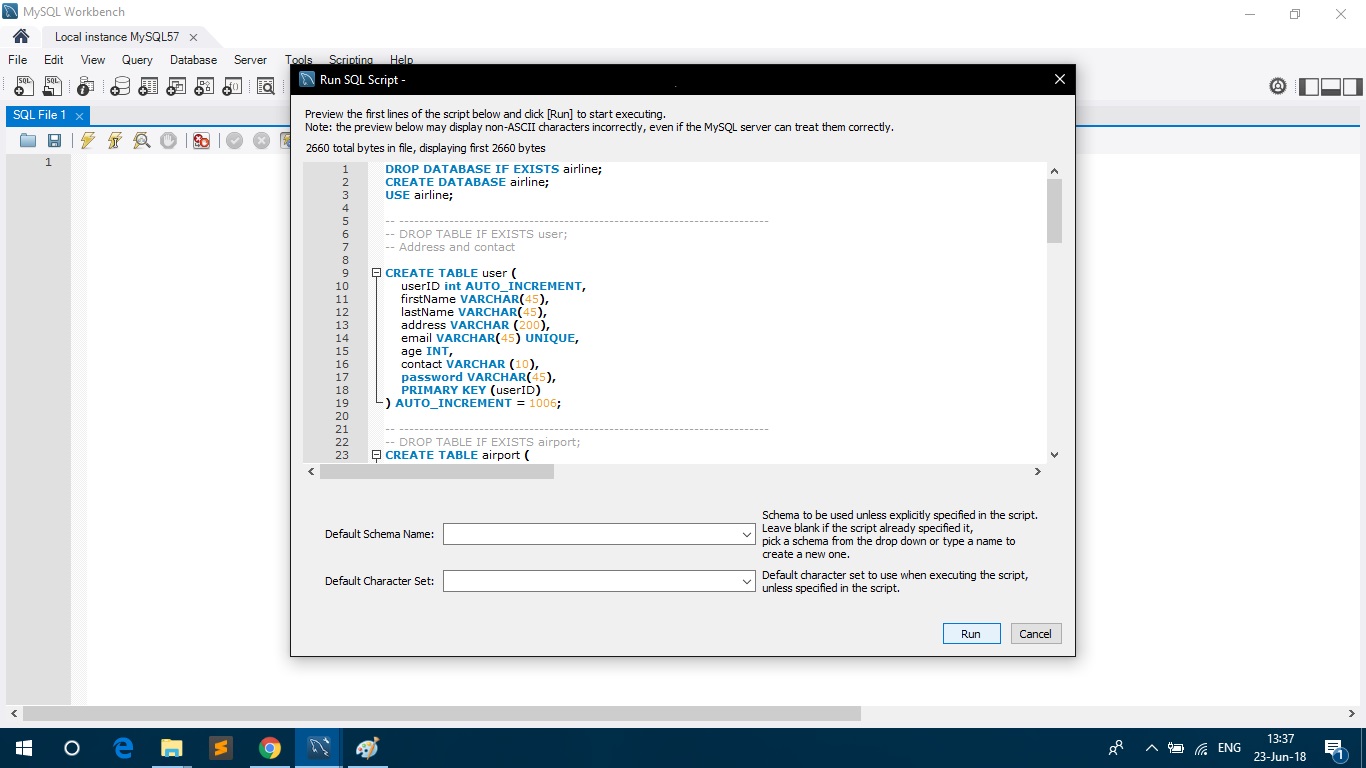 MySQL Workbench
Local instance MySQL57
File Edit View Query Database Server Tools Scripting Help
SQL File 1
1
Run SQL Script -
Preview the first lines of the script below and click [Run] to start executing.
Note: the preview below may display non-ASCII characters incorrectly, even if the MySQL server can treat them correctly.
2660 total bytes in file, displaying first 2660 bytes
1 DROP DATABASE IF EXISTS airline;
2 CREATE DATABASE airline;
3 USE airline;
4
5 -- --------------------------------------------------------------------------
6 -- DROP TABLE IF EXISTS user;
7 -- Address and contact
8
9 CREATE TABLE user (
10 userID int AUTO_INCREMENT,
11 firstName VARCHAR(45),
12 lastName VARCHAR(45),
13 address VARCHAR (200),
14 email VARCHAR(45) UNIQUE,
15 age INT,
16 contact VARCHAR (10),
17 password VARCHAR(45),
18 PRIMARY KEY (userID)
19 ) AUTO_INCREMENT = 1006;
20
21 -- --------------------------------------------------------------------------
22 -- DROP TABLE IF EXISTS airport;
23 CREATE TABLE airport (
Default Schema Name:
Schema to be used unless explicitly specified in the script.
Leave blank if the script already specified it,
pick a schema from the drop down or type a name to
create a new one.
Default Character Set:
Default character set to use when executing the script,
unless specified in the script.
Run Cancel
ENG
13:37
23-Jun-18
1